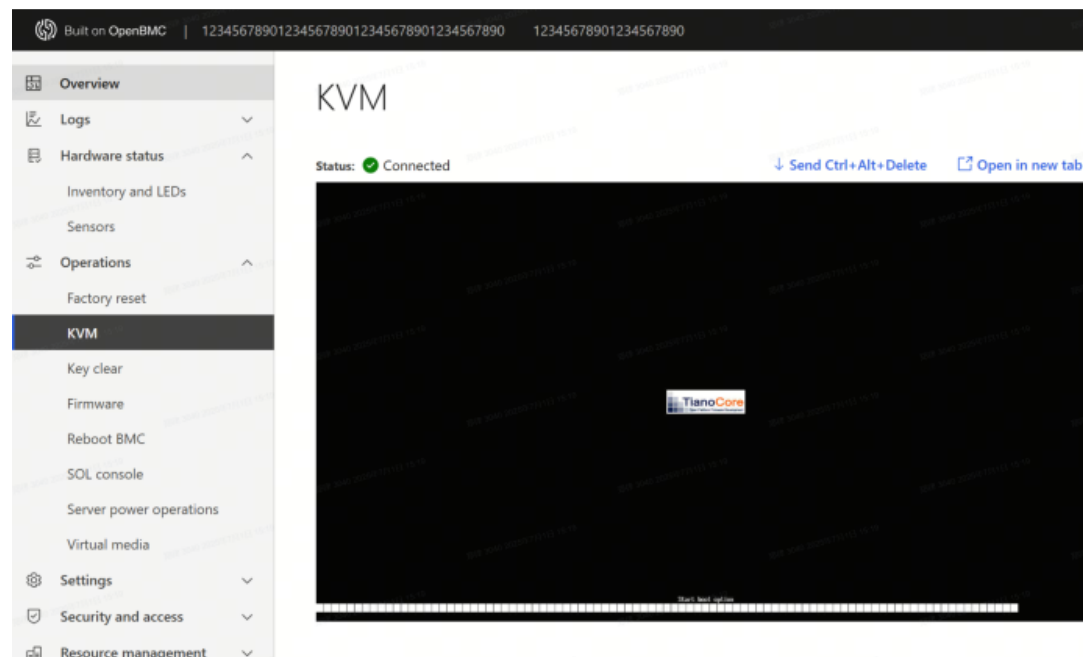 Built on OpenBMC | 1234567890123456789012345678901234567890 12345678901234567890
Overview
Logs
Hardware status
Inventory and LEDs
Sensors
Operations
Factory reset
KVM
Key clear
Firmware
Reboot BMC
SOL console
Server power operations
Virtual media
Settings
Security and access
Resource management
KVM
Status: Connected
Send Ctrl+Alt+Delete
Open in new tab
TianoCore
Start boot option